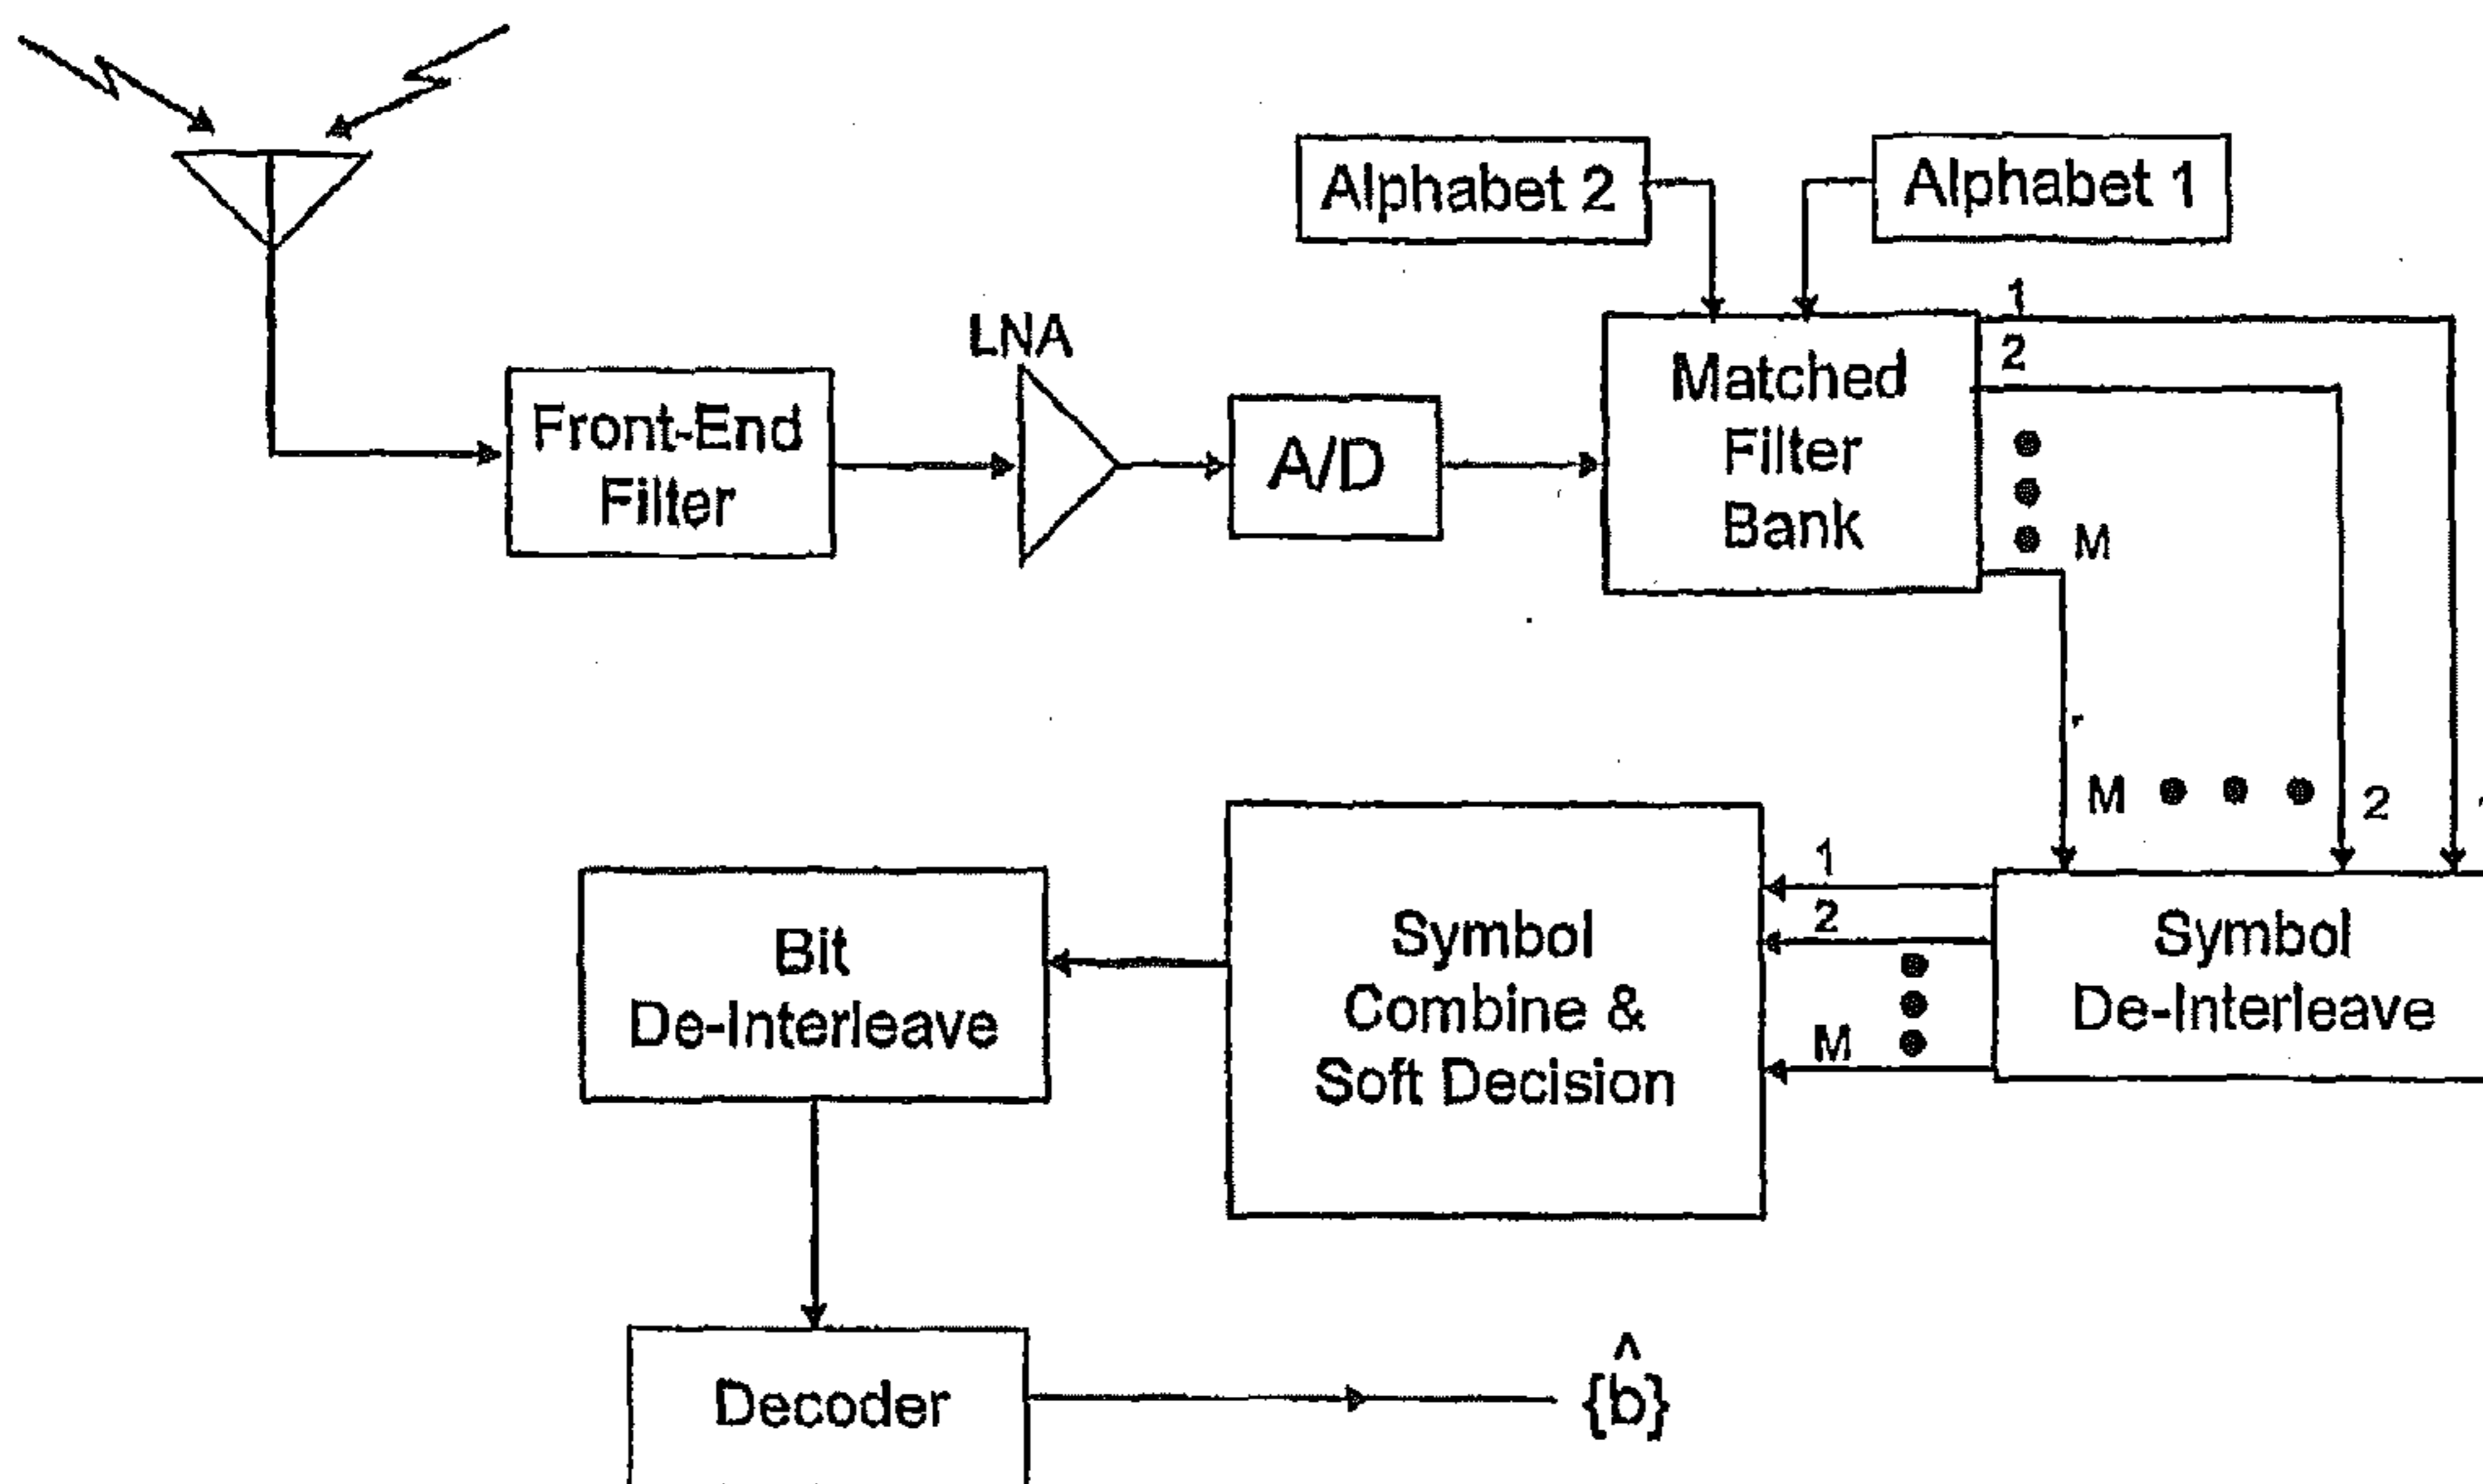 Alphabet 2
Alphabet 1
LNA
1
2
M
Front-End
Filter
A/D
Matched
Filter
Bank
M
2
1
2
M
Bit
De-Interleave
Symbol
Combine &
Soft Decision
Symbol
De-Interleave
Decoder
{b̂}